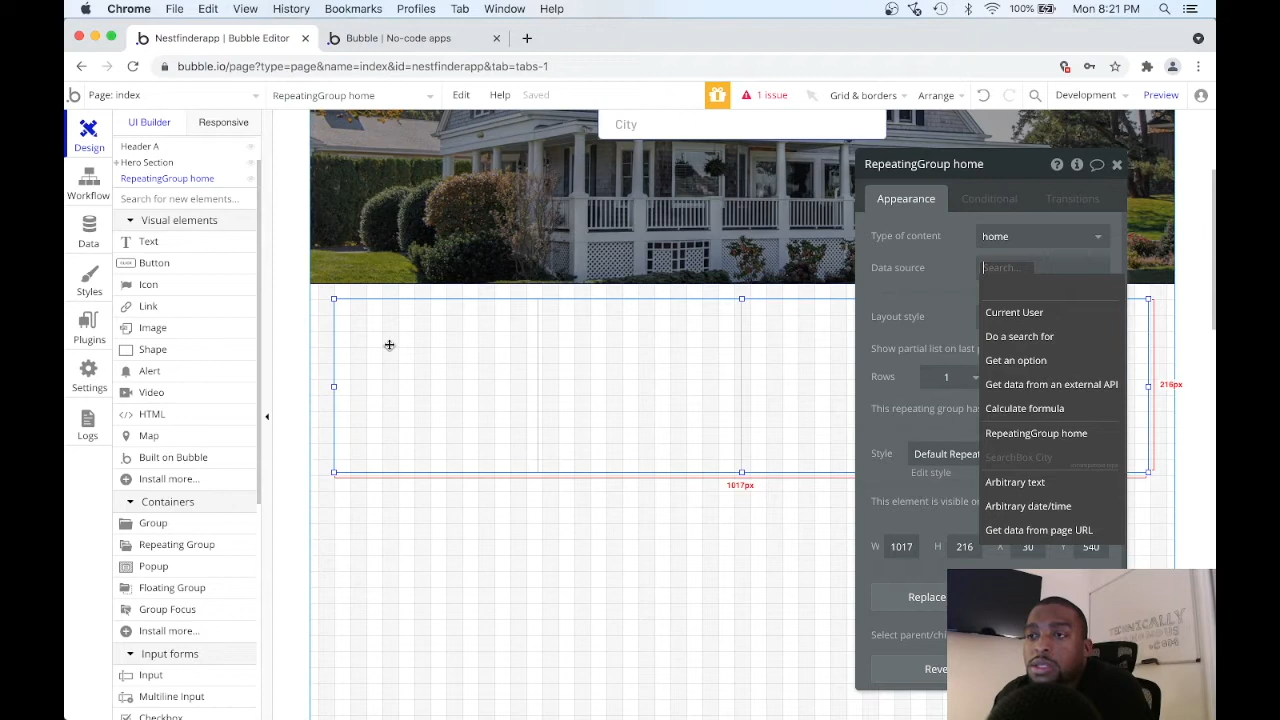 Chrome File Edit View History Bookmarks Profiles Tab Window Help 100% Mon 8:21 PM
Nestfinderapp | Bubble Editor × Bubble | No-code apps × +
bubble.io/page?type=page&name=index&id=nestfinderapp&tab=tabs-1
Page: index RepeatingGroup home Edit Help Saved 1 issue Grid & borders Arrange Development Preview
Design
Workflow
Data
Styles
Plugins
Settings
Logs
UI Builder Responsive
Header A
Hero Section
RepeatingGroup home
Search for new elements...
Visual elements
Text
Button
Icon
Link
Image
Shape
Alert
Video
HTML
Map
Built on Bubble
Install more...
Containers
Group
Repeating Group
Popup
Floating Group
Group Focus
Install more...
Input forms
Input
Multiline Input
Checkbox
City
1017px
216px
RepeatingGroup home
Appearance Conditional Transitions
Type of content home
Data source Search...
Layout style
Show partial list on last
Rows 1
This repeating group has
Style Default Repeat
Edit style
This element is visible on
W 1017 H 216 X 30 Y 540
Replace
Select parent/chi
Reve
Current User
Do a search for
Get an option
Get data from an external API
Calculate formula
RepeatingGroup home
SearchBox City
Arbitrary text
Arbitrary date/time
Get data from page URL
TECHNICALLY